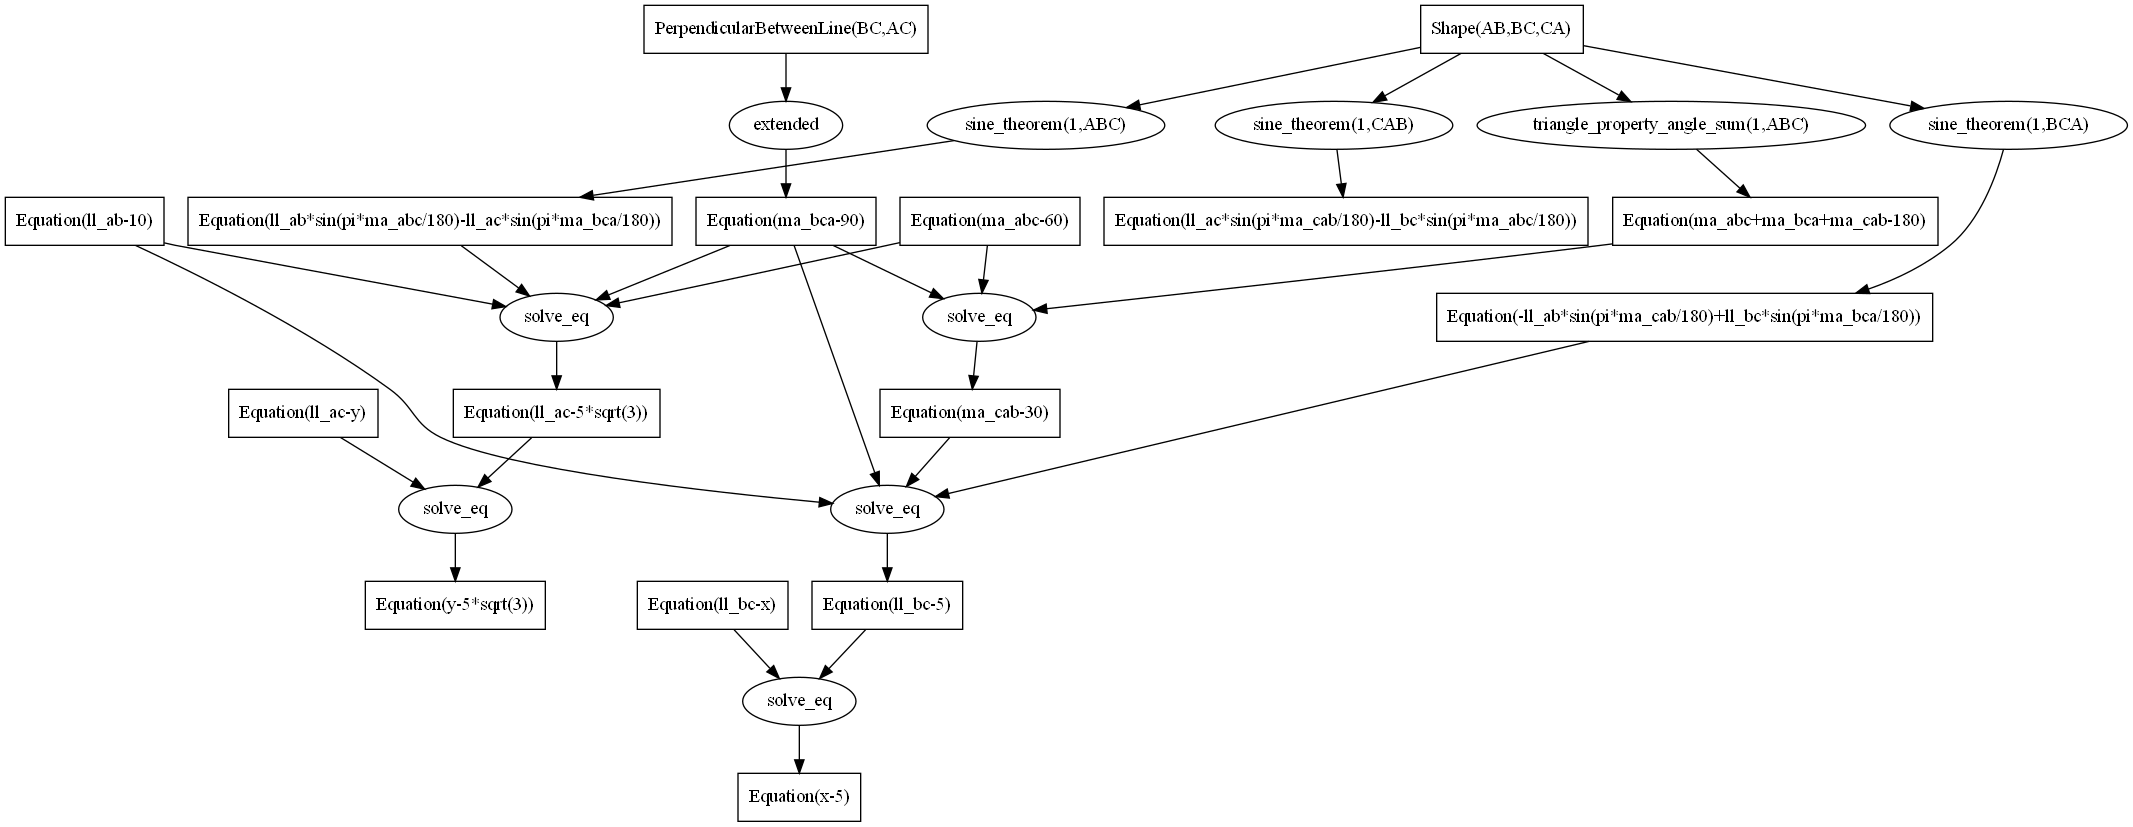 PerpendicularBetweenLine(BC,AC)
Shape(AB,BC,CA)
extended
sine_theorem(1,ABC)
sine_theorem(1,CAB)
triangle_property_angle_sum(1,ABC)
sine_theorem(1,BCA)
Equation(ll_ab-10)
Equation(ll_ab*sin(pi*ma_abc/180)-ll_ac*sin(pi*ma_bca/180))
Equation(ma_bca-90)
Equation(ma_abc-60)
Equation(ll_ac*sin(pi*ma_cab/180)-ll_bc*sin(pi*ma_abc/180))
Equation(ma_abc+ma_bca+ma_cab-180)
solve_eq
solve_eq
Equation(-ll_ab*sin(pi*ma_cab/180)+ll_bc*sin(pi*ma_bca/180))
Equation(ll_ac-y)
Equation(ll_ac-5*sqrt(3))
Equation(ma_cab-30)
solve_eq
solve_eq
Equation(y-5*sqrt(3))
Equation(ll_bc-x)
Equation(ll_bc-5)
solve_eq
Equation(x-5)